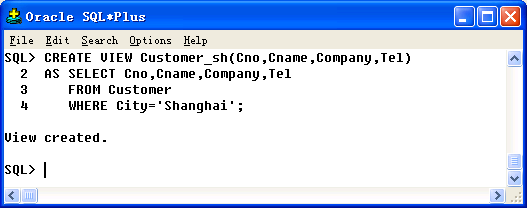 Oracle SQL*Plus
File Edit Search Options Help
SQL> CREATE VIEW Customer_sh(Cno,Cname,Company,Tel)
  2  AS SELECT Cno,Cname,Company,Tel
  3     FROM Customer
  4     WHERE City='Shanghai';
View created.
SQL>